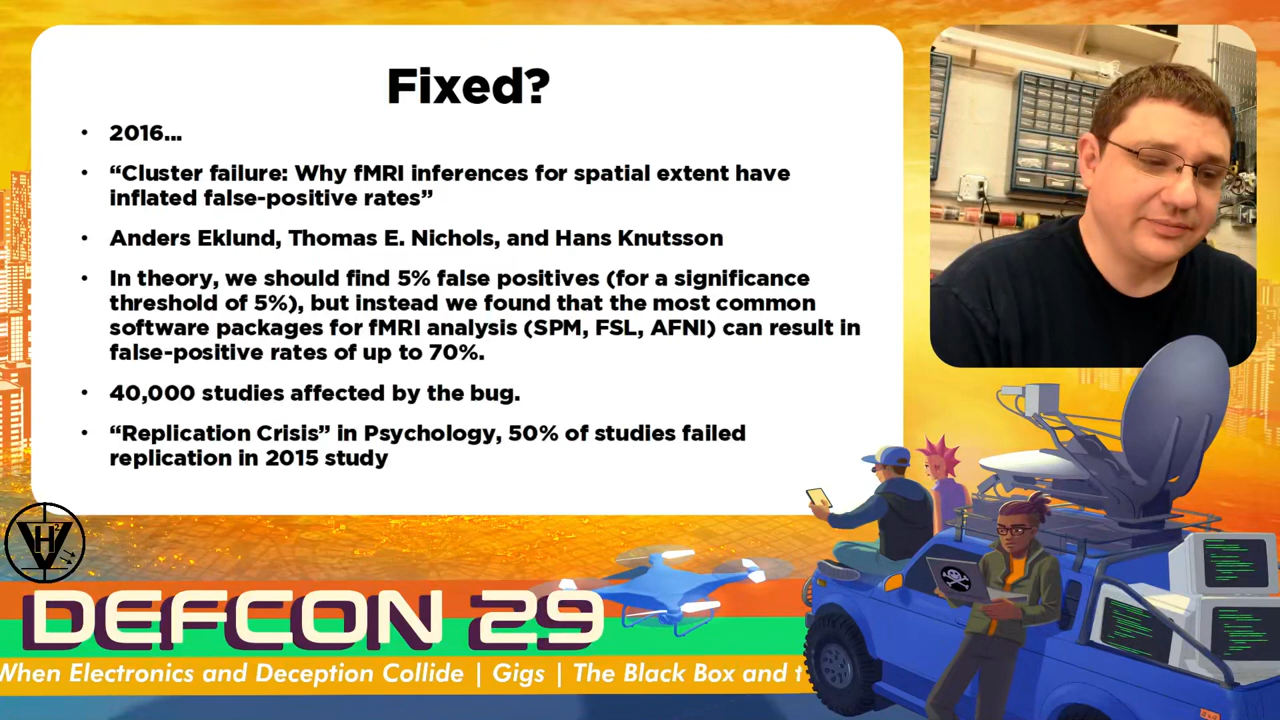 Fixed?
• 2016...
• “Cluster failure: Why fMRI inferences for spatial extent have
inflated false-positive rates”
• Anders Eklund, Thomas E. Nichols, and Hans Knutsson
• In theory, we should find 5% false positives (for a significance
threshold of 5%), but instead we found that the most common
software packages for fMRI analysis (SPM, FSL, AFNI) can result in
false-positive rates of up to 70%.
• 40,000 studies affected by the bug.
• “Replication Crisis” in Psychology, 50% of studies failed
replication in 2015 study
H²V
DEFCON 29
When Electronics and Deception Collide | Gigs | The Black Box and t